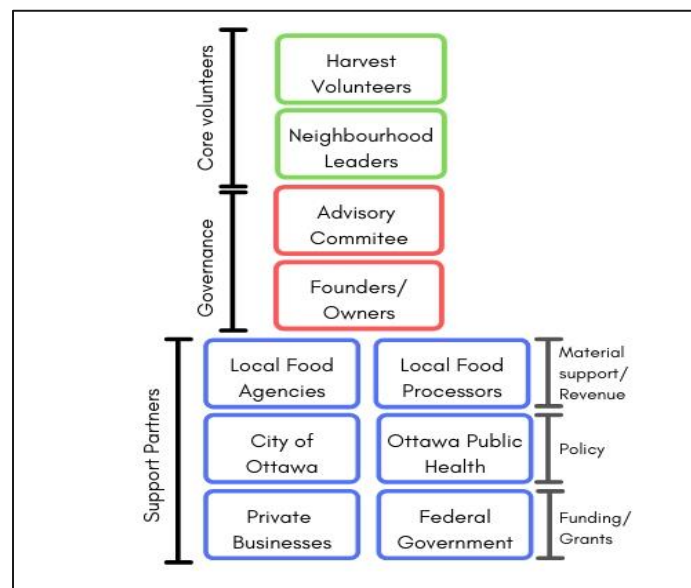 Core volunteers
Harvest
Volunteers
Neighbourhood
Leaders
Governance
Advisory
Commitee
Founders/
Owners
Support Partners
Local Food
Agencies
Local Food
Processors
Material
support/
Revenue
City of
Ottawa
Ottawa Public
Health
Policy
Private
Businesses
Federal
Government
Funding/
Grants